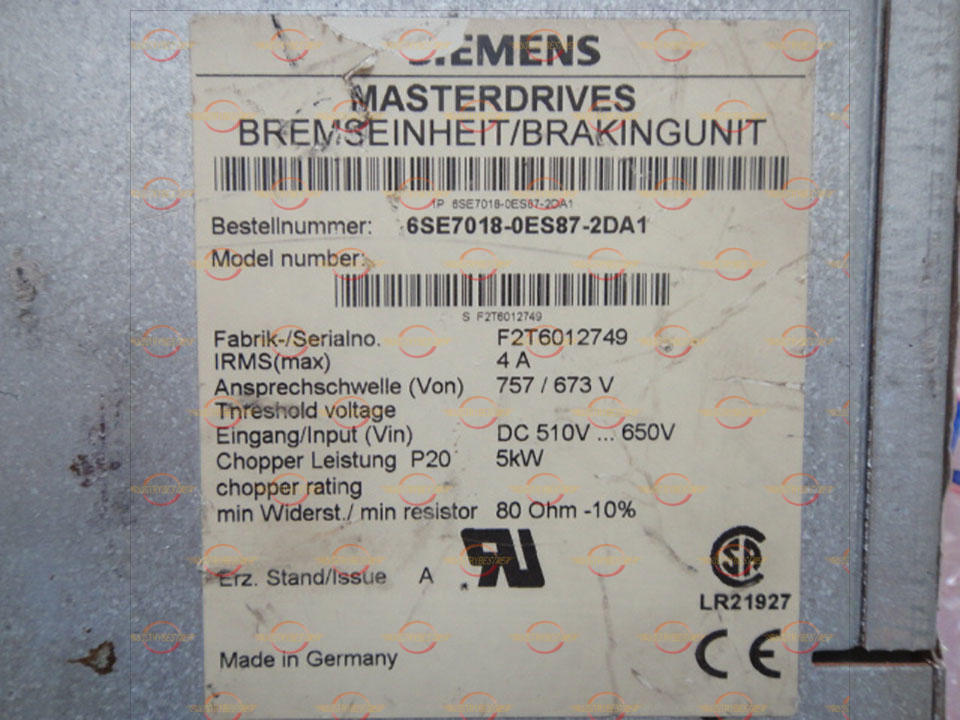 SIEMENS
MASTERDRIVES
BREMSEINHEIT/BRAKINGUNIT
1P 6SE7018-0ES87-2DA1
Bestellnummer: 6SE7018-0ES87-2DA1
Model number:
S F2T6012749
Fabrik-/Serialno. F2T6012749
IRMS(max) 4 A
Ansprechschwelle (Von) 757 / 673 V
Threshold voltage
Eingang/Input (Vin) DC 510V ... 650V
Chopper Leistung P20 5kW
chopper rating
min Widerst./ min resistor 80 Ohm -10%
Erz. Stand/Issue A
LR21927
Made in Germany
CE